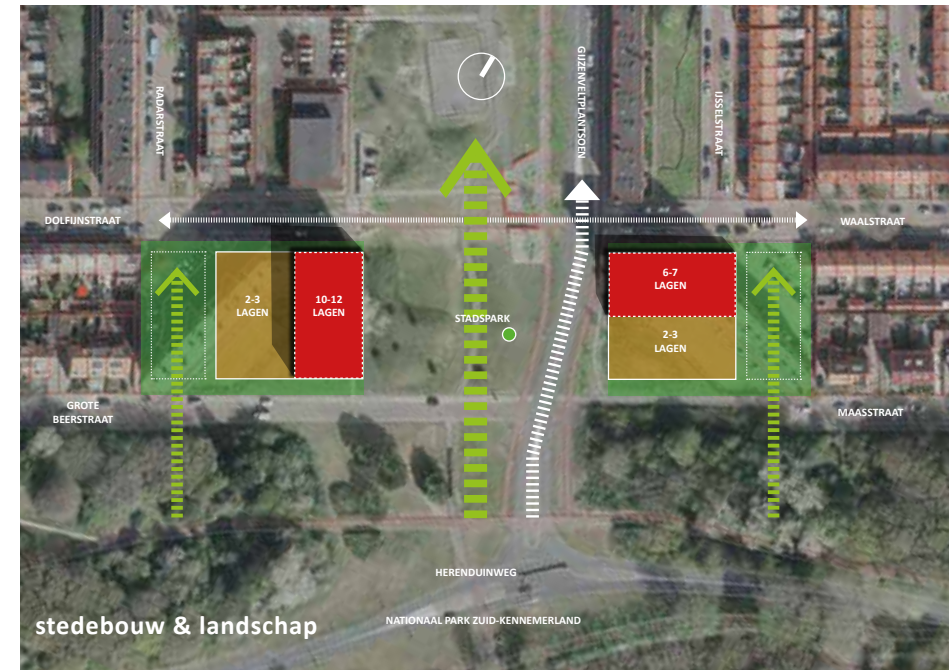 RADARSTRAAT
GIJZENVELTPLANTSOEN
IJSSELSTRAAT
DOLFIJNSTRAAT
WAALSTRAAT
2-3
LAGEN
10-12
LAGEN
6-7
LAGEN
STADSPARK
2-3
LAGEN
GROTE
BEERSTRAAT
MAASSTRAAT
HERENDUINWEG
NATIONAAL PARK ZUID-KENNEMERLAND
stedebouw & landschap